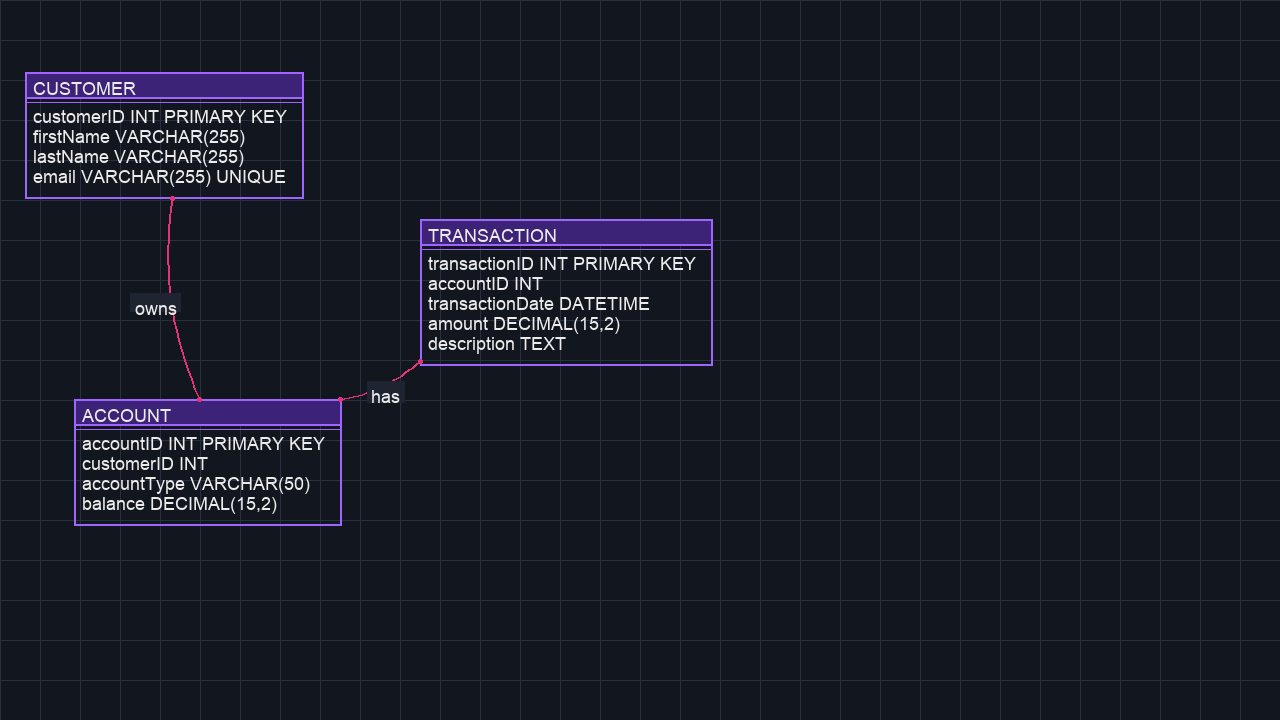 CUSTOMER
customerID INT PRIMARY KEY
firstName VARCHAR(255)
lastName VARCHAR(255)
email VARCHAR(255) UNIQUE
owns
TRANSACTION
transactionID INT PRIMARY KEY
accountID INT
transactionDate DATETIME
amount DECIMAL(15,2)
description TEXT
has
ACCOUNT
accountID INT PRIMARY KEY
customerID INT
accountType VARCHAR(50)
balance DECIMAL(15,2)